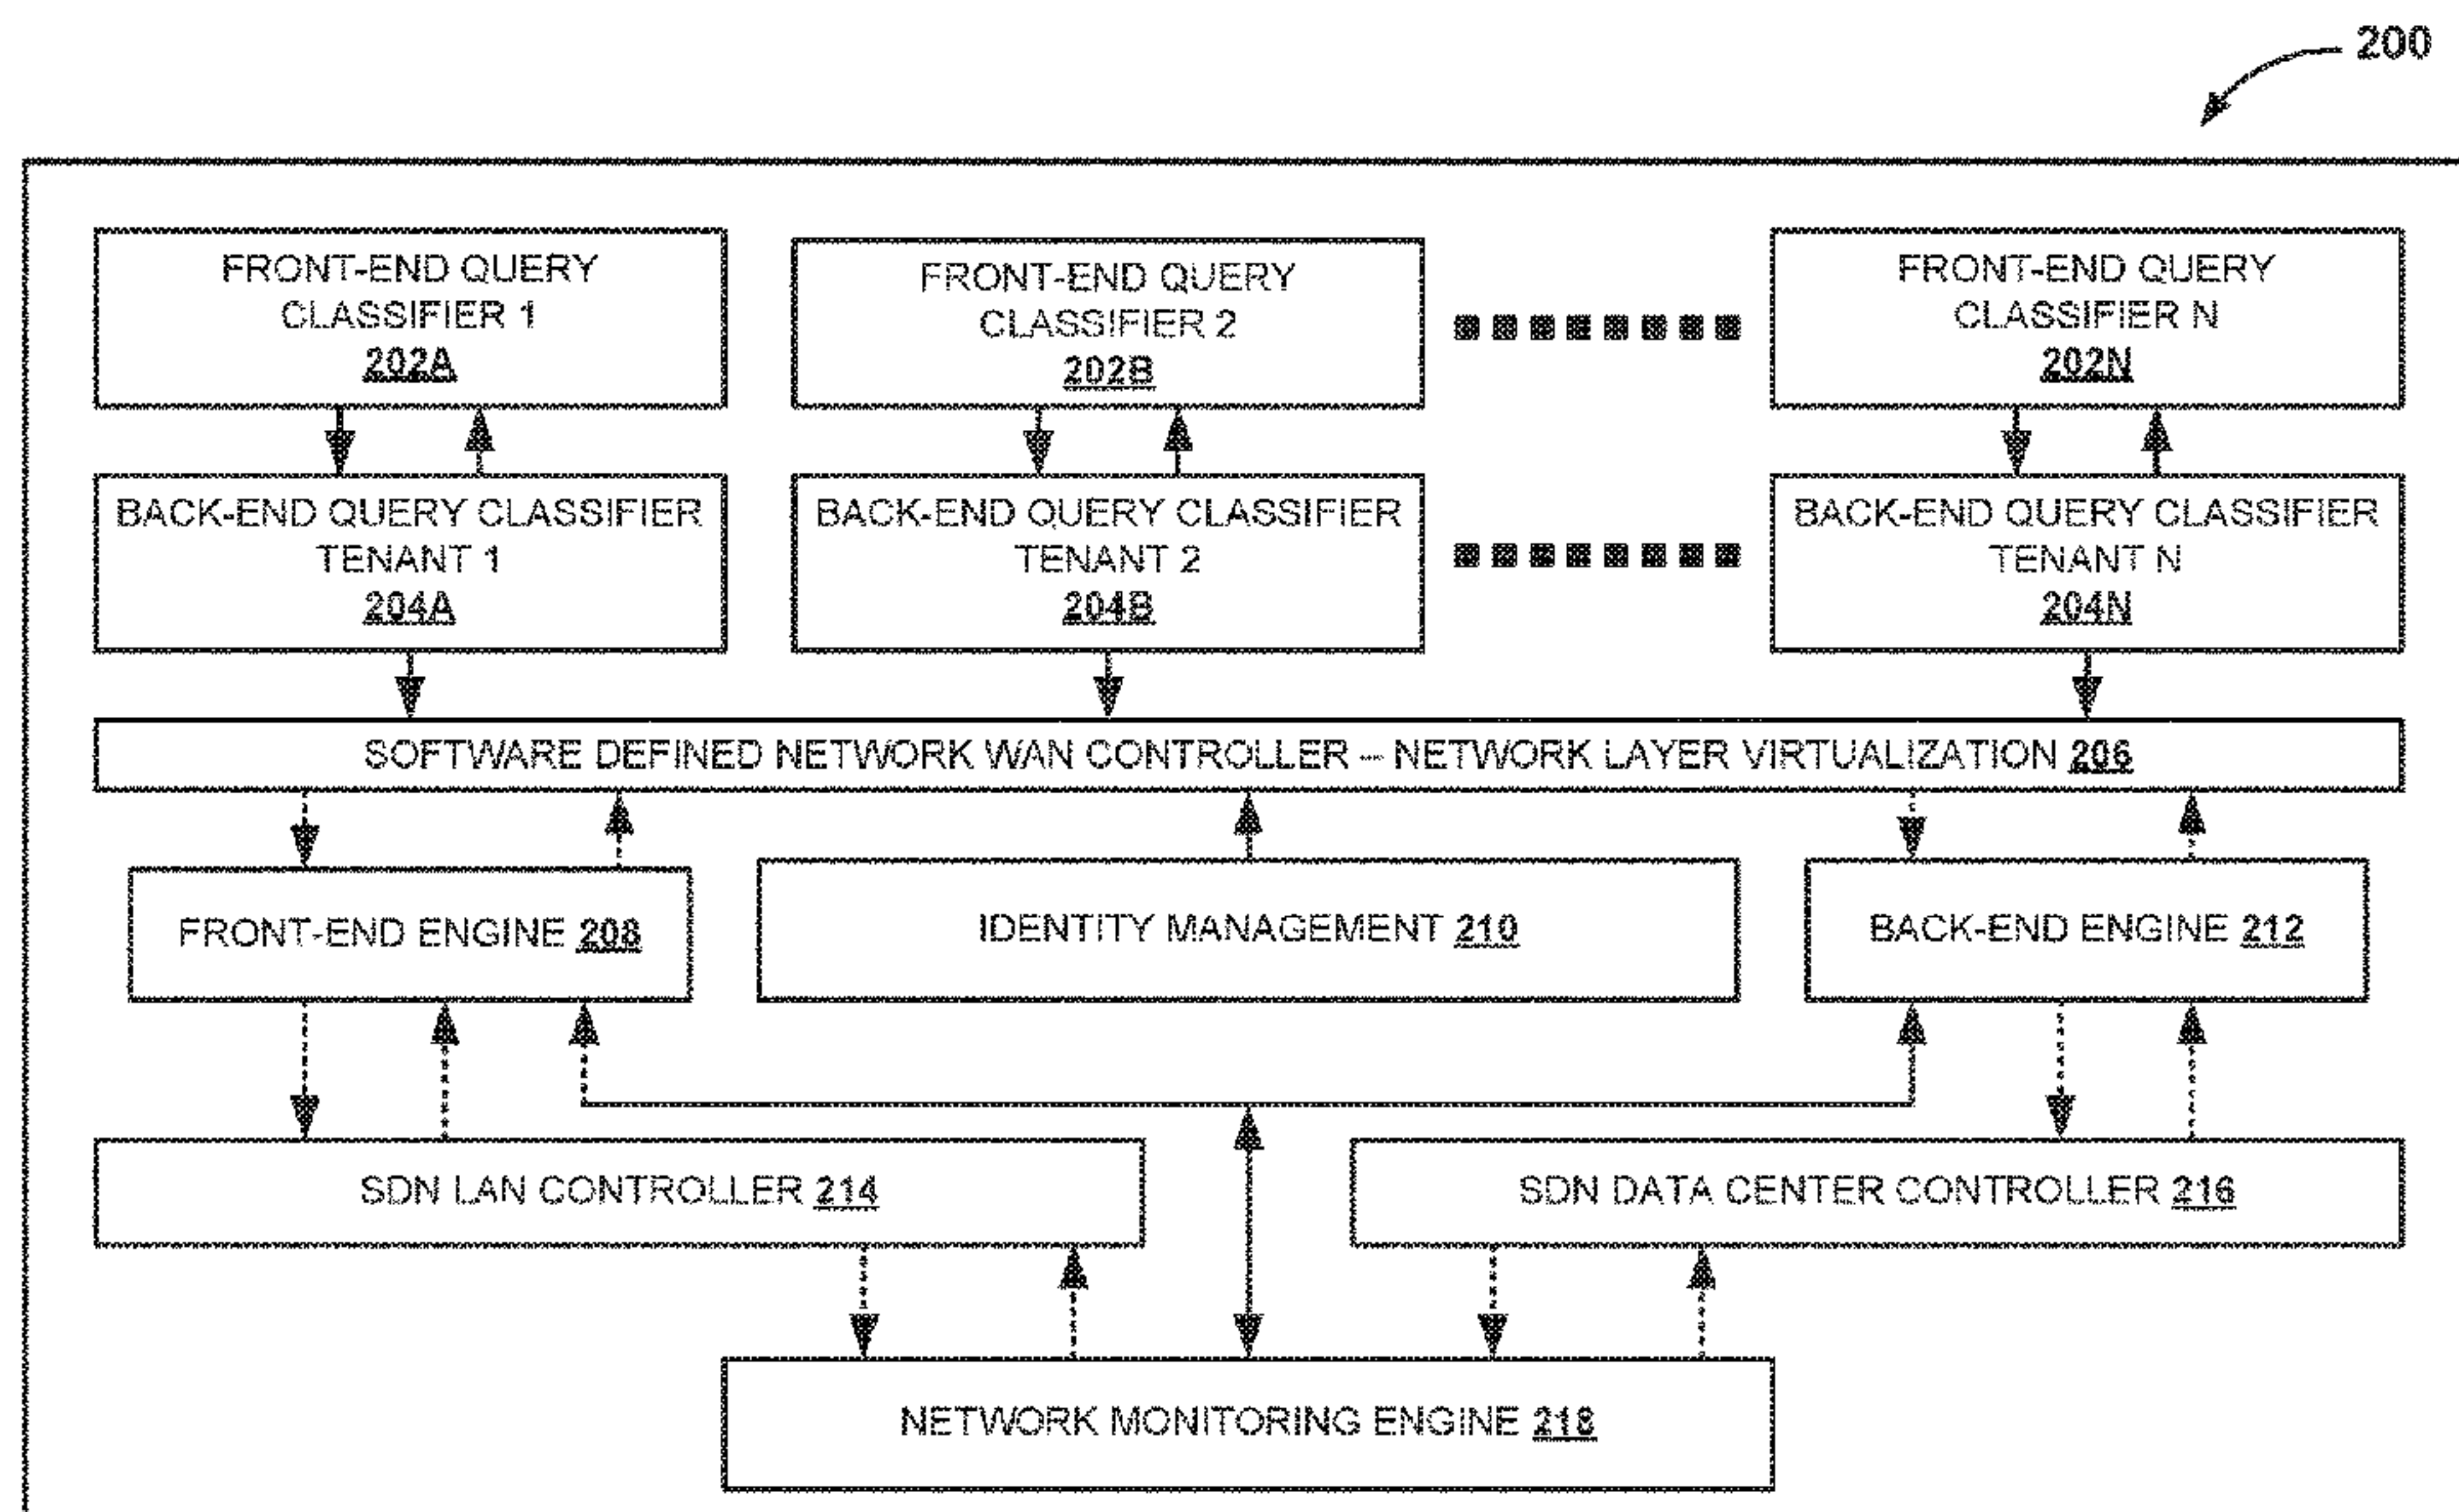 200
FRONT-END QUERY
CLASSIFIER 1
202A
FRONT-END QUERY
CLASSIFIER 2
202B
FRONT-END QUERY
CLASSIFIER N
202N
BACK-END QUERY CLASSIFIER
TENANT 1
204A
BACK-END QUERY CLASSIFIER
TENANT 2
204B
BACK-END QUERY CLASSIFIER
TENANT N
204N
SOFTWARE DEFINED NETWORK WAN CONTROLLER – NETWORK LAYER VIRTUALIZATION 206
FRONT-END ENGINE 208
IDENTITY MANAGEMENT 210
BACK-END ENGINE 212
SDN LAN CONTROLLER 214
SDN DATA CENTER CONTROLLER 216
NETWORK MONITORING ENGINE 218